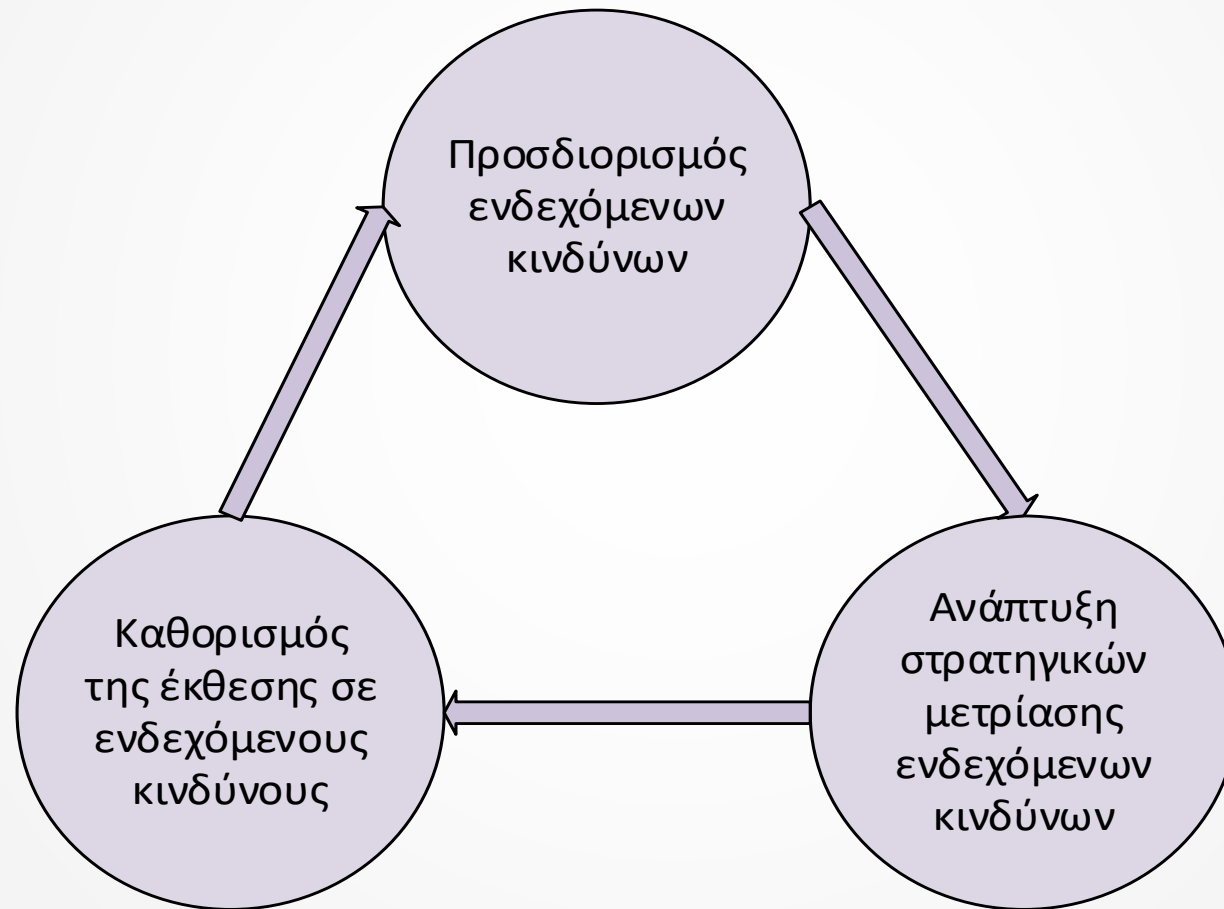 Προσδιορισμός
ενδεχόμενων
κινδύνων
Καθορισμός
της έκθεσης σε
ενδεχόμενους
κινδύνους
Ανάπτυξη
στρατηγικών
μετρίασης
ενδεχόμενων
κινδύνων